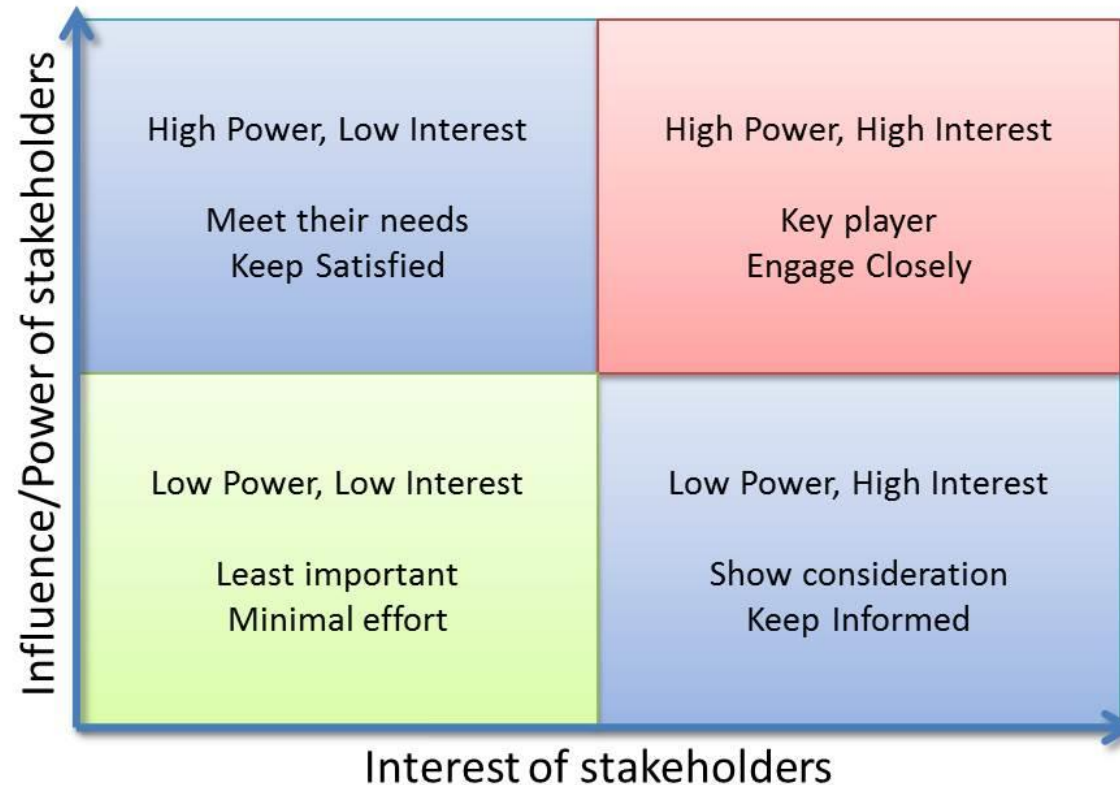 Influence/Power of stakeholders
High Power, Low Interest
Meet their needs
Keep Satisfied
High Power, High Interest
Key player
Engage Closely
Low Power, Low Interest
Least important
Minimal effort
Low Power, High Interest
Show consideration
Keep Informed
Interest of stakeholders